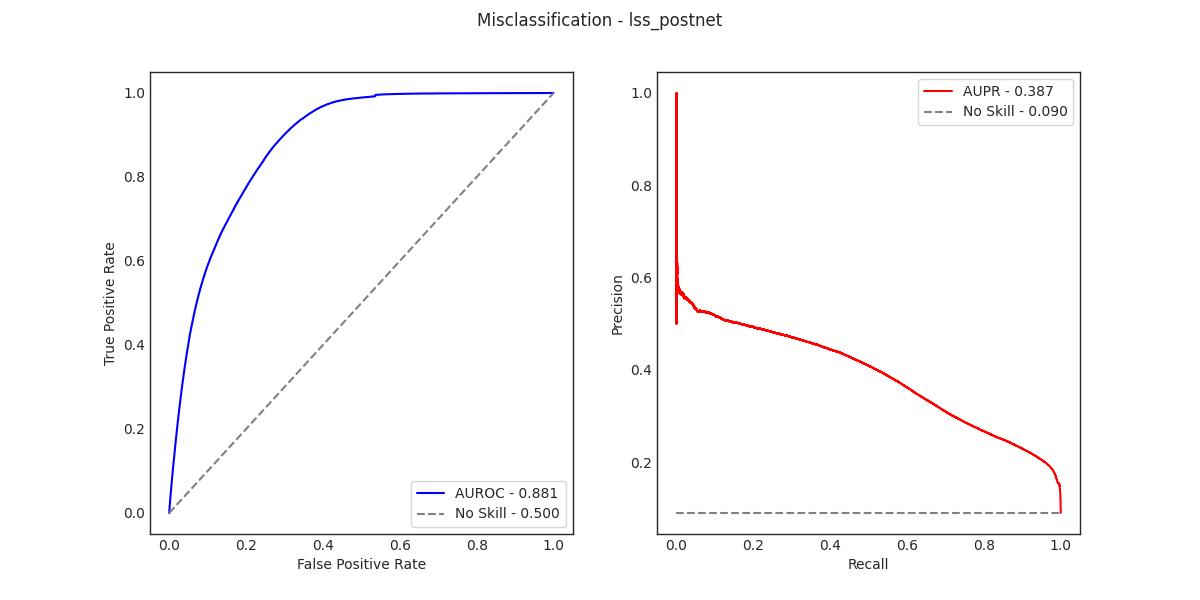 Misclassification - lss_postnet
True Positive Rate
1.0
0.8
0.6
0.4
0.2
0.0
0.0 0.2 0.4 0.6 0.8 1.0
False Positive Rate
AUROC - 0.881
No Skill - 0.500
Precision
1.0
0.8
0.6
0.4
0.2
0.0 0.2 0.4 0.6 0.8 1.0
Recall
AUPR - 0.387
No Skill - 0.090